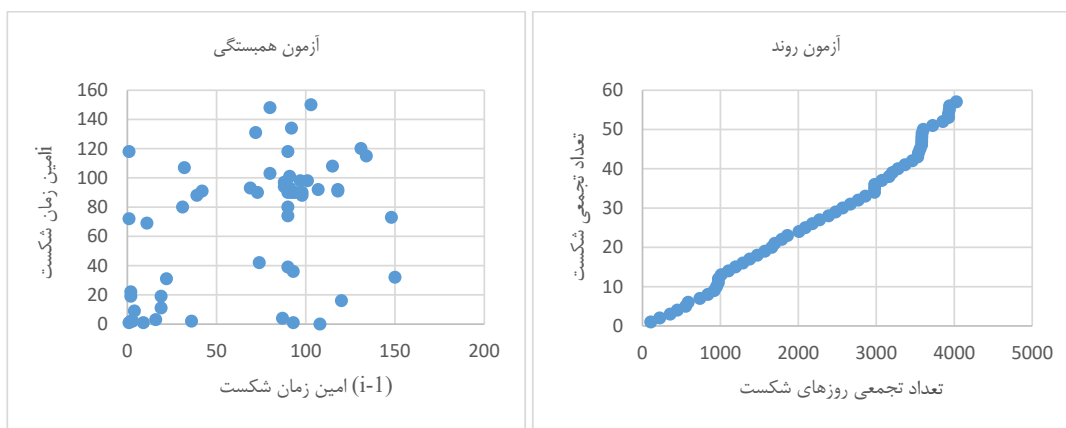 آزمون همبستگی
160
140
120
100
80
60
40
20
0
0 50 100 150 200
iامین زمان شکست
(i-1) امین زمان شکست
آزمون روند
60
50
40
30
20
10
0
0 1000 2000 3000 4000 5000
تعداد تجمعی شکست
تعداد تجمعی روزهای شکست